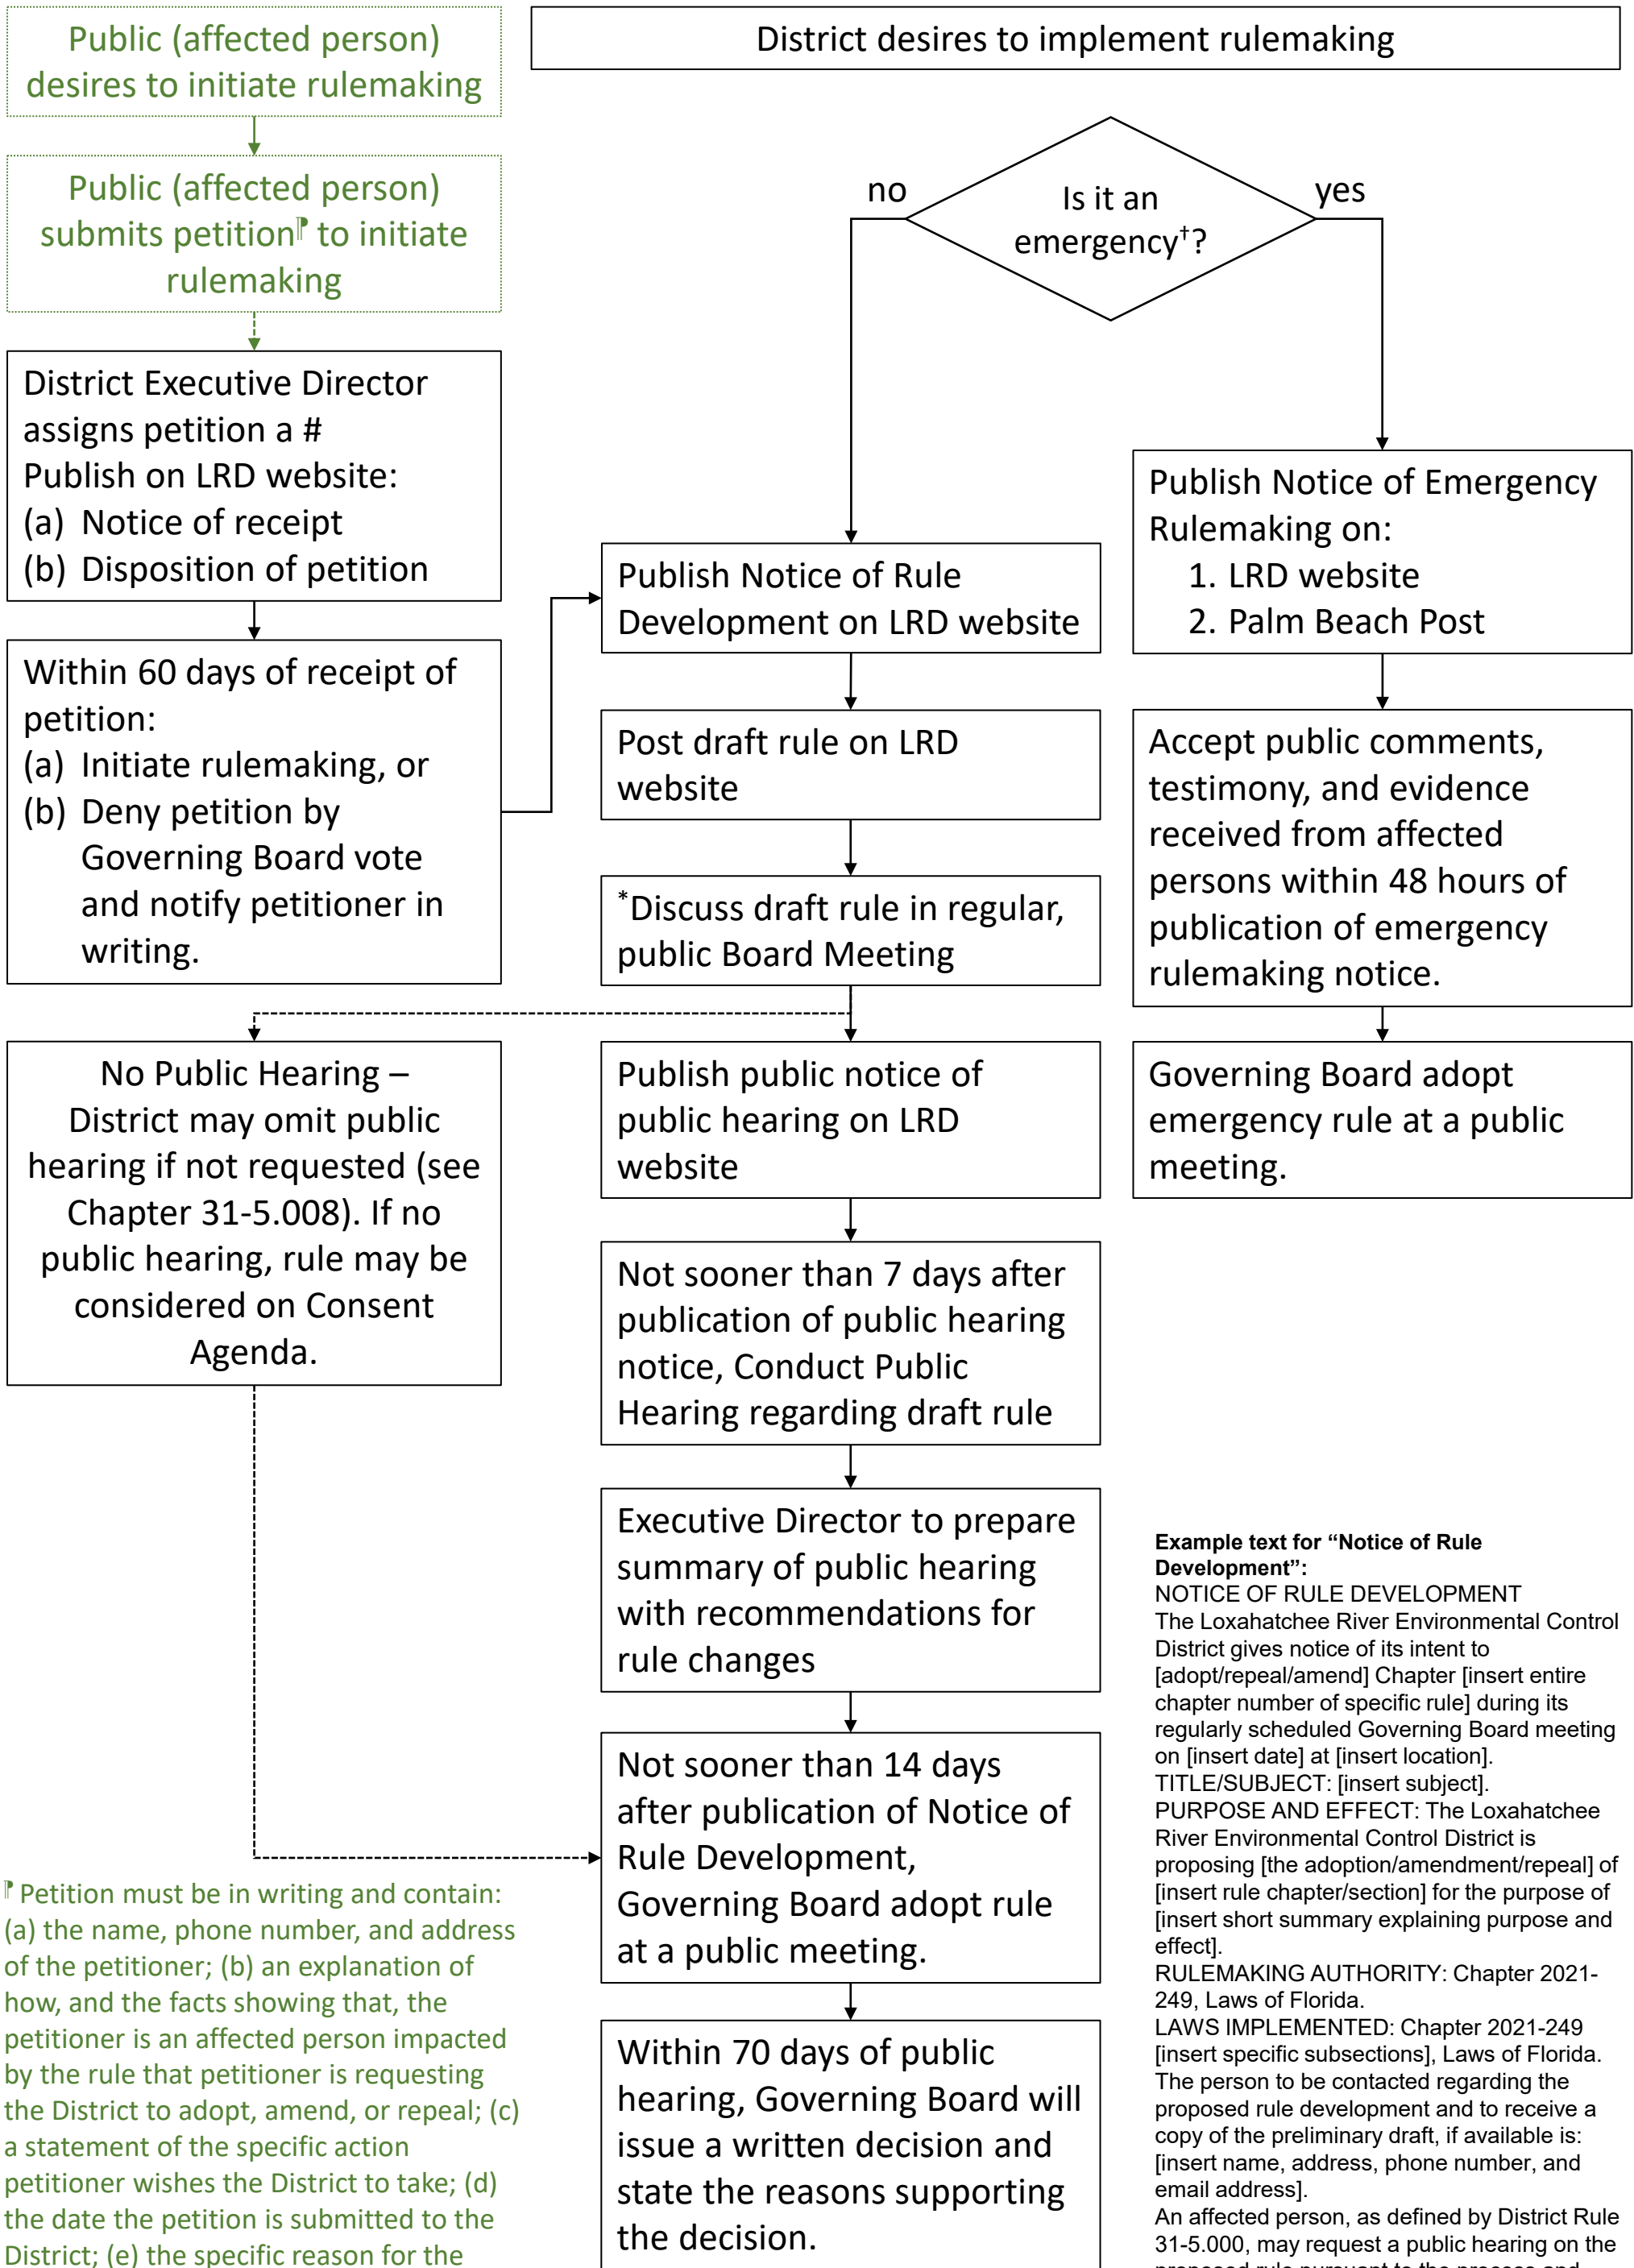 Public (affected person)
desires to initiate rulemaking
District desires to implement rulemaking
Public (affected person)
submits petition⁋ to initiate
rulemaking
no
Is it an
emergency†?
yes
District Executive Director
assigns petition a #
Publish on LRD website:
(a) Notice of receipt
(b) Disposition of petition
Within 60 days of receipt of
petition:
(a) Initiate rulemaking, or
(b) Deny petition by
Governing Board vote
and notify petitioner in
writing.
No Public Hearing –
District may omit public
hearing if not requested (see
Chapter 31-5.008). If no
public hearing, rule may be
considered on Consent
Agenda.
⁋ Petition must be in writing and contain:
(a) the name, phone number, and address
of the petitioner; (b) an explanation of
how, and the facts showing that, the
petitioner is an affected person impacted
by the rule that petitioner is requesting
the District to adopt, amend, or repeal; (c)
a statement of the specific action
petitioner wishes the District to take; (d)
the date the petition is submitted to the
District; (e) the specific reason for the
Publish Notice of Rule
Development on LRD website
Post draft rule on LRD
website
*Discuss draft rule in regular,
public Board Meeting
Publish public notice of
public hearing on LRD
website
Not sooner than 7 days after
publication of public hearing
notice, Conduct Public
Hearing regarding draft rule
Executive Director to prepare
summary of public hearing
with recommendations for
rule changes
Not sooner than 14 days
after publication of Notice of
Rule Development,
Governing Board adopt rule
at a public meeting.
Within 70 days of public
hearing, Governing Board will
issue a written decision and
state the reasons supporting
the decision.
Publish Notice of Emergency
Rulemaking on:
1. LRD website
2. Palm Beach Post
Accept public comments,
testimony, and evidence
received from affected
persons within 48 hours of
publication of emergency
rulemaking notice.
Governing Board adopt
emergency rule at a public
meeting.
Example text for “Notice of Rule
Development”:
NOTICE OF RULE DEVELOPMENT
The Loxahatchee River Environmental Control
District gives notice of its intent to
[adopt/repeal/amend] Chapter [insert entire
chapter number of specific rule] during its
regularly scheduled Governing Board meeting
on [insert date] at [insert location].
TITLE/SUBJECT: [insert subject].
PURPOSE AND EFFECT: The Loxahatchee
River Environmental Control District is
proposing [the adoption/amendment/repeal] of
[insert rule chapter/section] for the purpose of
[insert short summary explaining purpose and
effect].
RULEMAKING AUTHORITY: Chapter 2021-
249, Laws of Florida.
LAWS IMPLEMENTED: Chapter 2021-249
[insert specific subsections], Laws of Florida.
The person to be contacted regarding the
proposed rule development and to receive a
copy of the preliminary draft, if available is:
[insert name, address, phone number, and
email address].
An affected person, as defined by District Rule
31-5.000, may request a public hearing on the
proposed rule pursuant to the process and